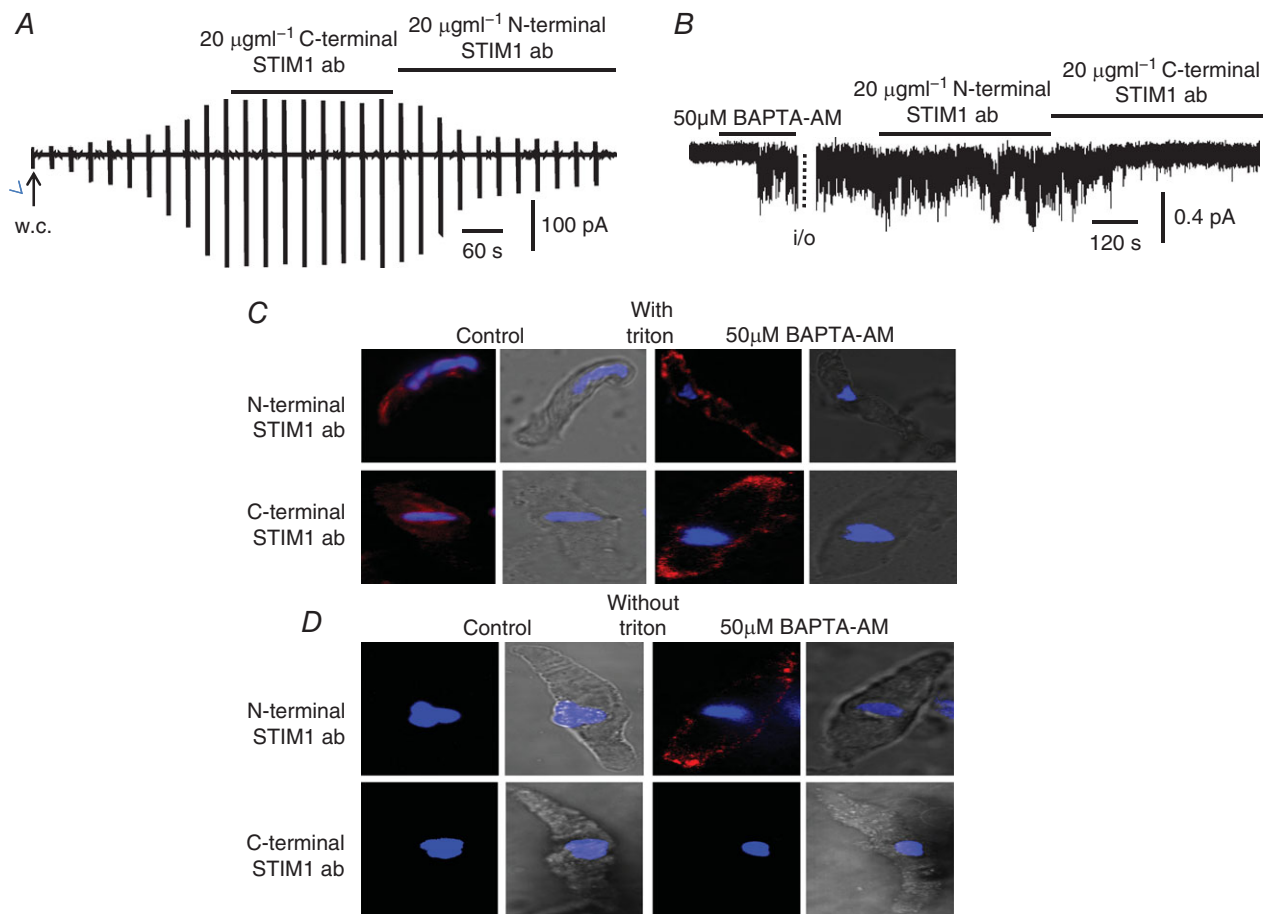 A
20 µgml⁻¹ C-terminal
STIM1 ab
20 µgml⁻¹ N-terminal
STIM1 ab
w.c.
60 s
100 pA
B
50µM BAPTA-AM
20 µgml⁻¹ N-terminal
STIM1 ab
20 µgml⁻¹ C-terminal
STIM1 ab
i/o
120 s
0.4 pA
C
Control
With
triton
50µM BAPTA-AM
N-terminal
STIM1 ab
C-terminal
STIM1 ab
D
Control
Without
triton
50µM BAPTA-AM
N-terminal
STIM1 ab
C-terminal
STIM1 ab